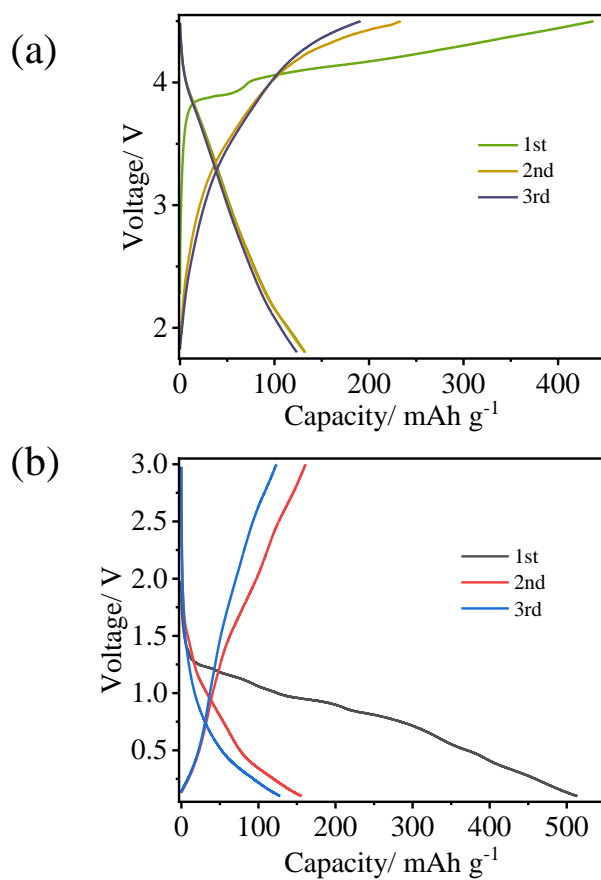 (a)
Voltage/ V
4
3
2
1st
2nd
3rd
0 100 200 300 400
Capacity/ mAh g⁻¹
(b)
Voltage/ V
3.0
2.5
2.0
1.5
1.0
0.5
1st
2nd
3rd
0 100 200 300 400 500
Capacity/ mAh g⁻¹